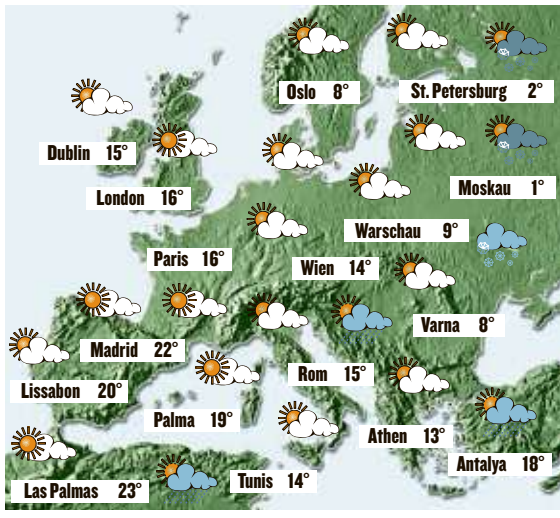 Oslo 8°
St. Petersburg 2°
Dublin 15°
London 16°
Moskau 1°
Warschau 9°
Paris 16°
Wien 14°
Varna 8°
Madrid 22°
Rom 15°
Lissabon 20°
Palma 19°
Athen 13°
Antalya 18°
Las Palmas 23°
Tunis 14°